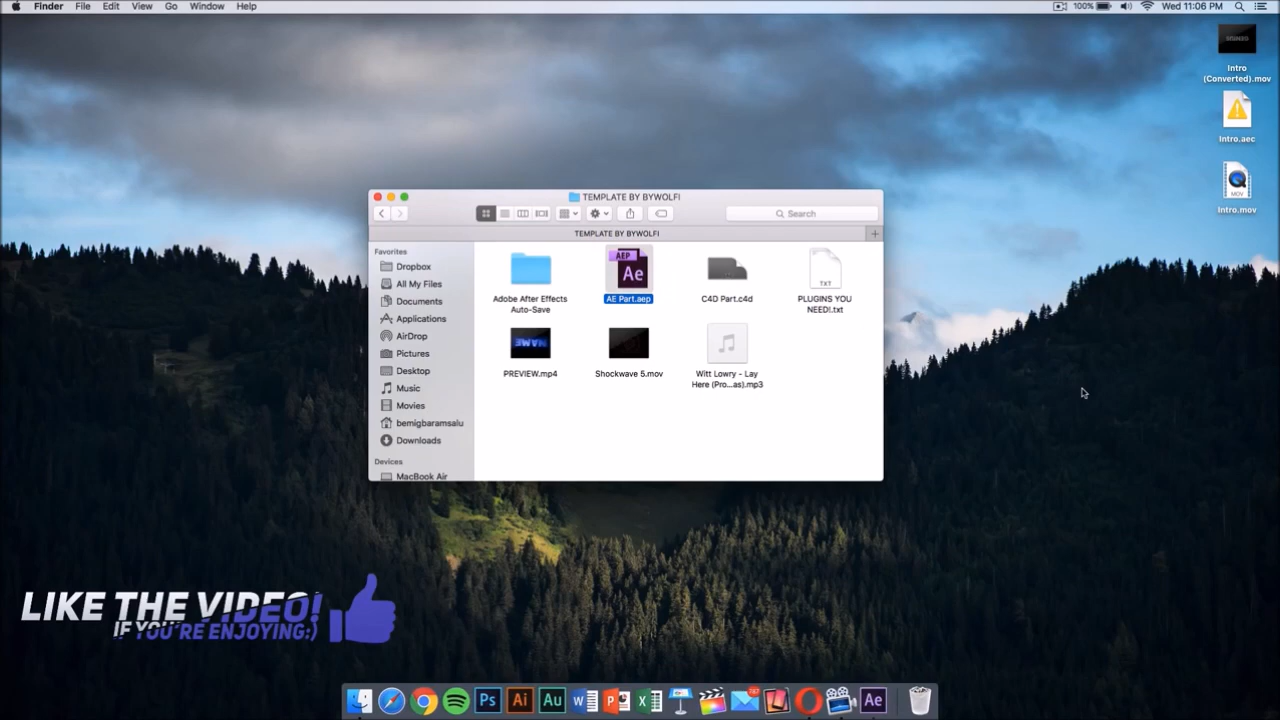 Finder File Edit View Go Window Help
100% Wed 11:06 PM
Intro
(Converted).mov
Intro.aec
MOV
Intro.mov
TEMPLATE BY BYWOLFI
Search
TEMPLATE BY BYWOLFI
Favorites
Dropbox
All My Files
Documents
Applications
AirDrop
Pictures
Desktop
Music
Movies
bemigbaramsalu
Downloads
Devices
MacBook Air
Adobe After Effects
Auto-Save
AEP
Ae
AE Part.aep
C4D Part.c4d
TXT
PLUGINS YOU
NEED!.txt
PREVIEW.mp4
Shockwave 5.mov
Witt Lowry - Lay
Here (Pro...as).mp3
LIKE THE VIDEO!
IF YOU'RE ENJOYING:)
Ps Ai Au W P X Ae